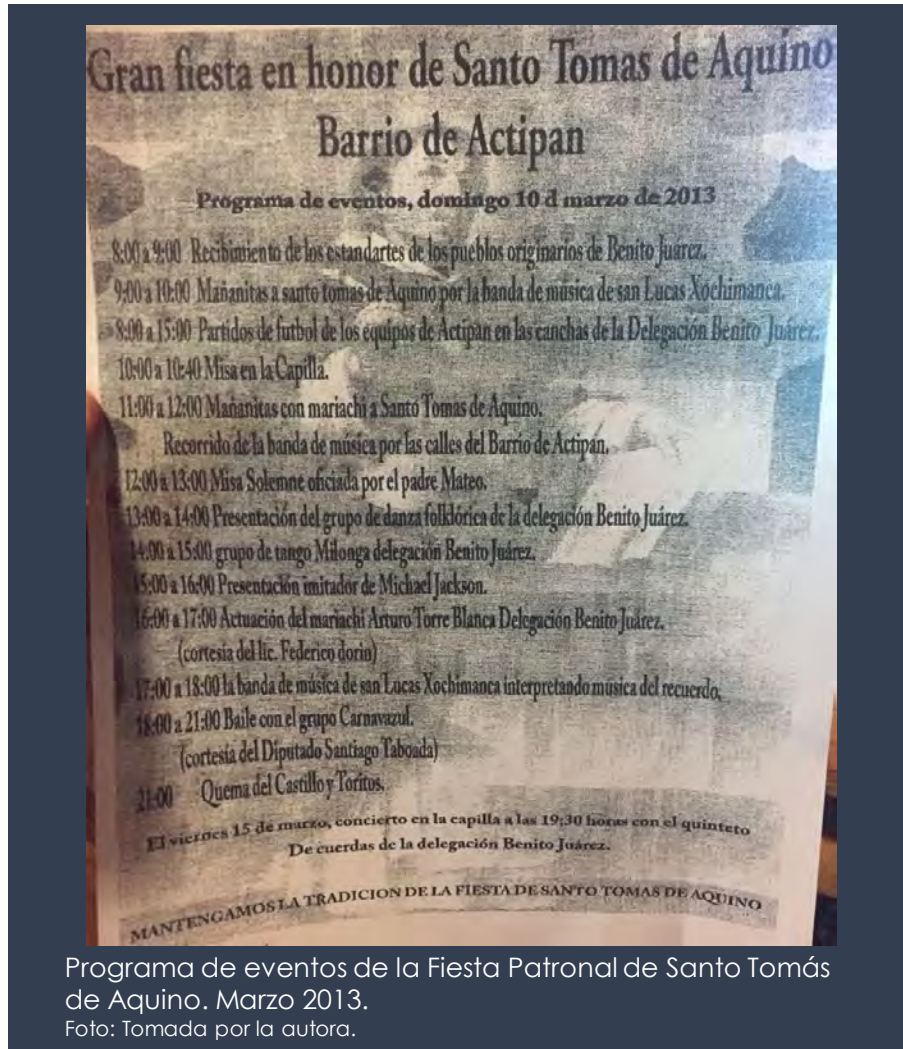 Gran fiesta en honor de Santo Tomas de Aquino
Barrio de Actipan
Programa de eventos, domingo 10 d marzo de 2013
8:00 a 9:00 Recibimiento de los estandartes de los pueblos originarios de Benito Juarez.
9:00 a 10:00 Mañanitas a santo tomas de Aquino por la banda de música de san Lucas Xochimanca.
8:00 a 15:00 Partidos de futbol de los equipos de Actipan en las canchas de la Delegación Benito Juárez.
10:00 a 10:40 Misa en la Capilla.
11:00 a 12:00 Mañanitas con mariachi a Santo Tomas de Aquino.
Recorrido de la banda de música por las calles del Barrio de Actipan.
12:00 a 13:00 Misa Solemne oficiada por el padre Mateo.
13:00 a 14:00 Presentación del grupo de danza folklórica de la delegación Benito Juárez.
14:00 a 15:00 grupo de tango Milonga delegación Benito Juárez.
15:00 a 16:00 Presentación imitador de Michael Jackson.
16:00 a 17:00 Actuación del mariachi Arturo Torre Blanca Delegación Benito Juárez.
(cortesia del lic. Federico dorin)
17:00 a 18:00 la banda de música de san Lucas Xochimanca interpretando música del recuerdo.
18:00 a 21:00 Baile con el grupo Carnavazul.
(cortesía del Diputado Santiago Taboada)
21:00 Quema del Castillo y Toritos.
El viernes 15 de marzo, concierto en la capilla a las 19:30 horas con el quinteto
De cuerdas de la delegación Benito Juárez.
MANTENGAMOS LA TRADICION DE LA FIESTA DE SANTO TOMAS DE AQUINO
Programa de eventos de la Fiesta Patronal de Santo Tomás
de Aquino. Marzo 2013.
Foto: Tomada por la autora.